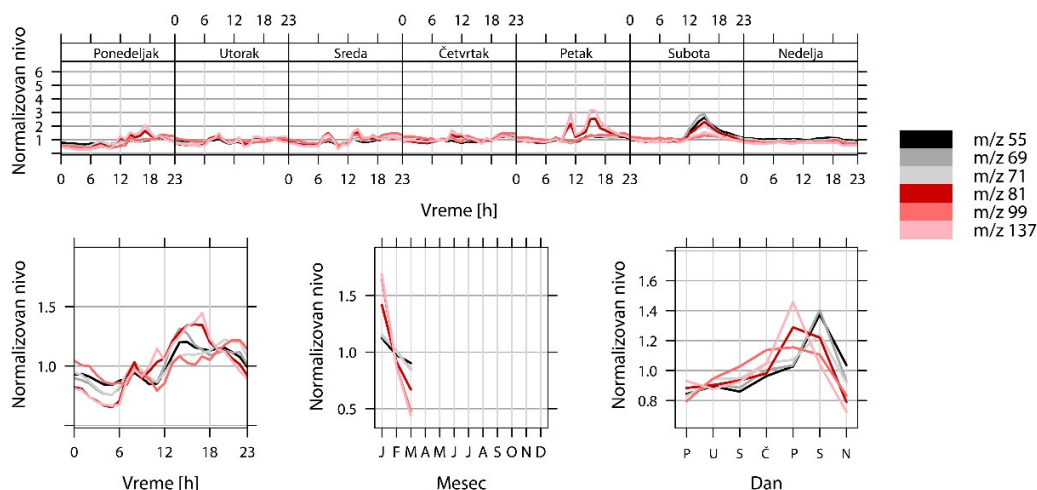 0 6 12 18 23 0 6 12 18 23 0 6 12 18 23
Ponedeljak Utorak Sreda Četvrtak Petak Subota Nedelja
Normalizovan nivo
6
5
4
3
2
1
0 6 12 18 23 0 6 12 18 23 0 6 12 18 23 0 6 12 18 23
Vreme [h]
m/z 55
m/z 69
m/z 71
m/z 81
m/z 99
m/z 137
Normalizovan nivo
1.5
1.0
0 6 12 18 23
Vreme [h]
Normalizovan nivo
1.5
1.0
0.5
J F M A M J J A S O N D
Mesec
Normalizovan nivo
1.6
1.4
1.2
1.0
0.8
P U S Č P S N
Dan